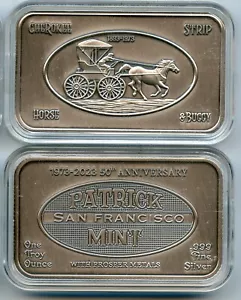 CHEROKEE STRIP
1893-1973
HORSE & BUGGY
1973-2023 50TH ANNIVERSARY
PATRICK
SAN FRANCISCO
MINT
One .999
Troy Fine
Ounce Silver
WITH PROSPER METALS